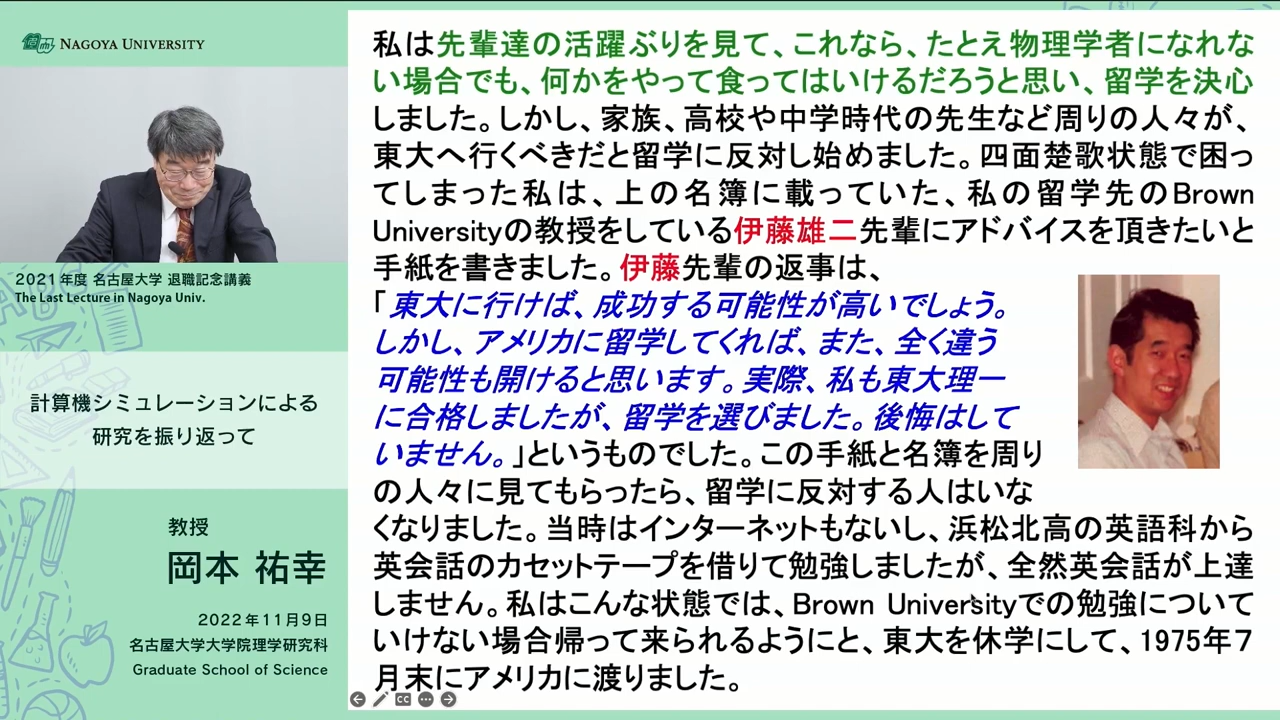 NAGOYA UNIVERSITY
2021年度 名古屋大学 退職記念講義
The Last Lecture in Nagoya Univ.
計算機シミュレーションによる
研究を振り返って
教授
岡本 祐幸
2022年11月9日
名古屋大学大学院理学研究科
Graduate School of Science
私は先輩達の活躍ぶりを見て、これなら、たとえ物理学者になれな
い場合でも、何かをやって食ってはいけるだろうと思い、留学を決心
しました。しかし、家族、高校や中学時代の先生など周りの人々が、
東大へ行くべきだと留学に反対し始めました。四面楚歌状態で困っ
てしまった私は、上の名簿に載っていた、私の留学先のBrown
Universityの教授をしている伊藤雄二先輩にアドバイスを頂きたいと
手紙を書きました。伊藤先輩の返事は、
「東大に行けば、成功する可能性が高いでしょう。
しかし、アメリカに留学してくれば、また、全く違う
可能性も開けると思います。実際、私も東大理一
に合格しましたが、留学を選びました。後悔はして
いません。」というものでした。この手紙と名簿を周り
の人々に見てもらったら、留学に反対する人はいな
くなりました。当時はインターネットもないし、浜松北高の英語科から
英会話のカセットテープを借りて勉強しましたが、全然英会話が上達
しません。私はこんな状態では、Brown Universityでの勉強について
いけない場合帰って来られるようにと、東大を休学にして、1975年7
月末にアメリカに渡りました。
CC